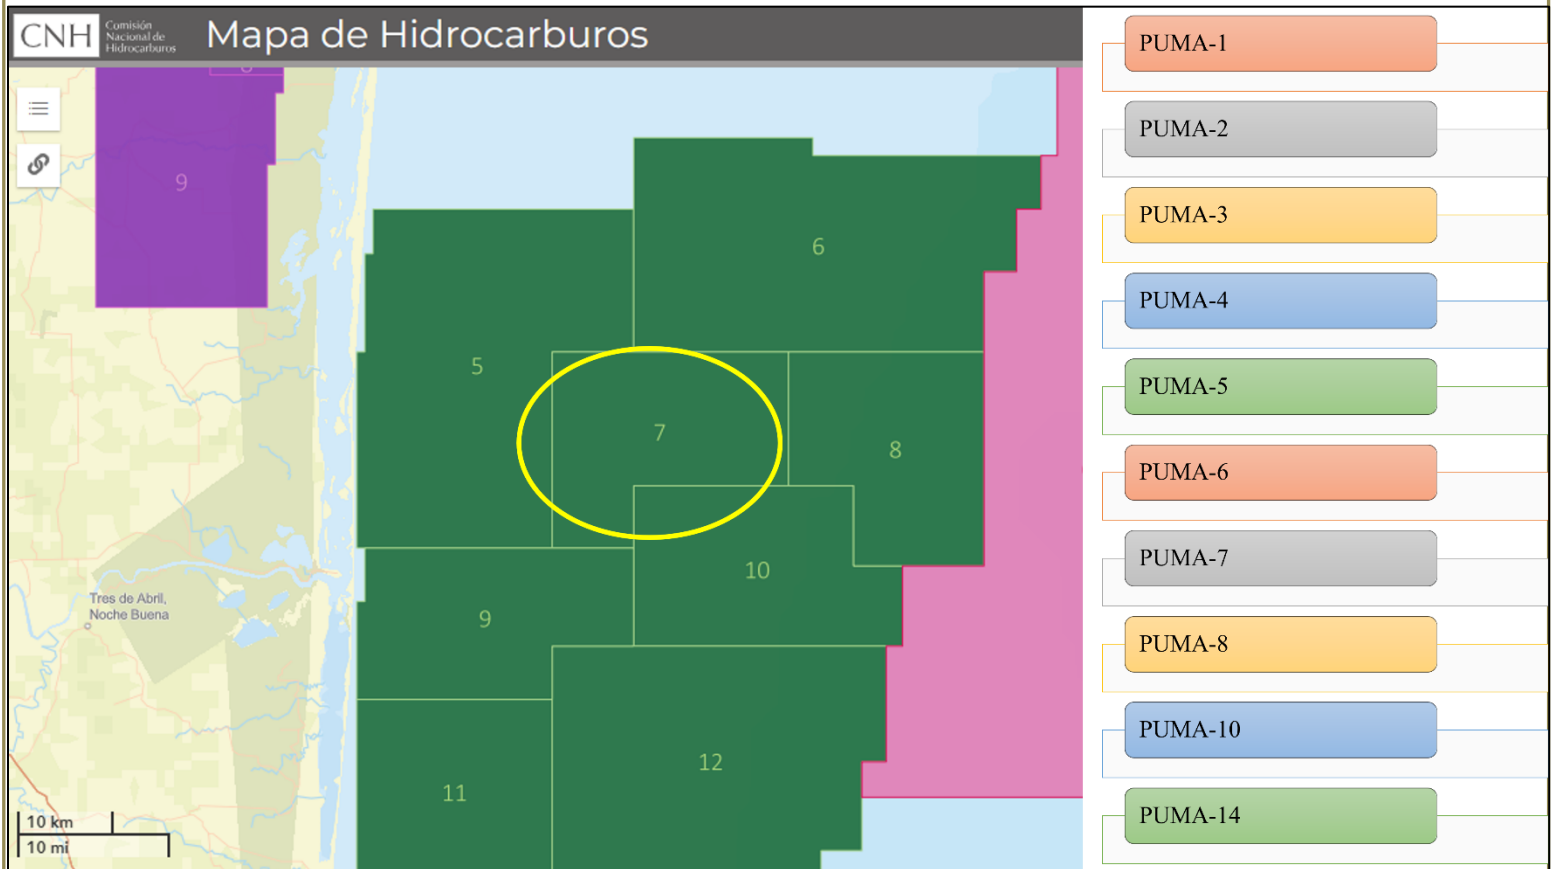 CNH
Comisión
Nacional de
Hidrocarburos
Mapa de Hidrocarburos
9
6
5
7
8
10
9
12
11
Tres de Abril,
Noche Buena
10 km
10 mi
PUMA-1
PUMA-2
PUMA-3
PUMA-4
PUMA-5
PUMA-6
PUMA-7
PUMA-8
PUMA-10
PUMA-14